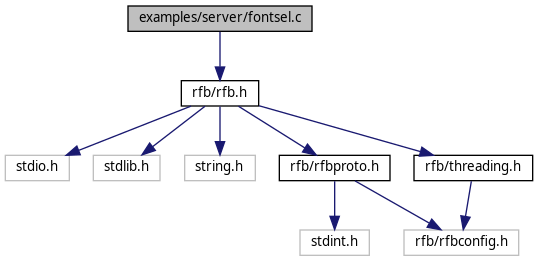 examples/server/fontsel.c
rfb/rfb.h
stdio.h
stdlib.h
string.h
rfb/rfbproto.h
rfb/threading.h
stdint.h
rfb/rfbconfig.h